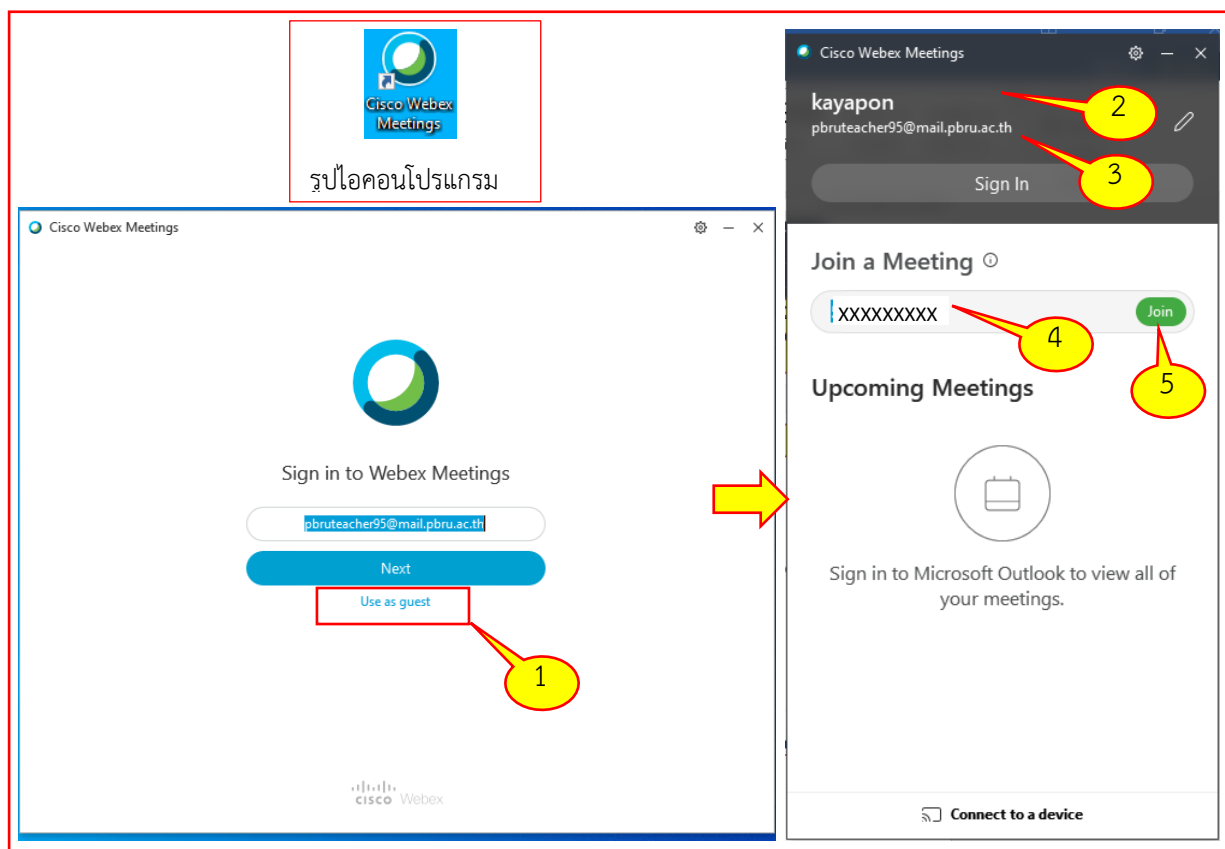 Cisco Webex
Meetings
รูปไอคอนโปรแกรม
Cisco Webex Meetings
Sign in to Webex Meetings
pbruteacher95@mail.pbru.ac.th
Next
Use as guest
1
cisco Webex
Cisco Webex Meetings
kayapon
2
pbruteacher95@mail.pbru.ac.th
3
Sign In
Join a Meeting
XXXXXXXXX
Join
4
5
Upcoming Meetings
Sign in to Microsoft Outlook to view all of
your meetings.
Connect to a device